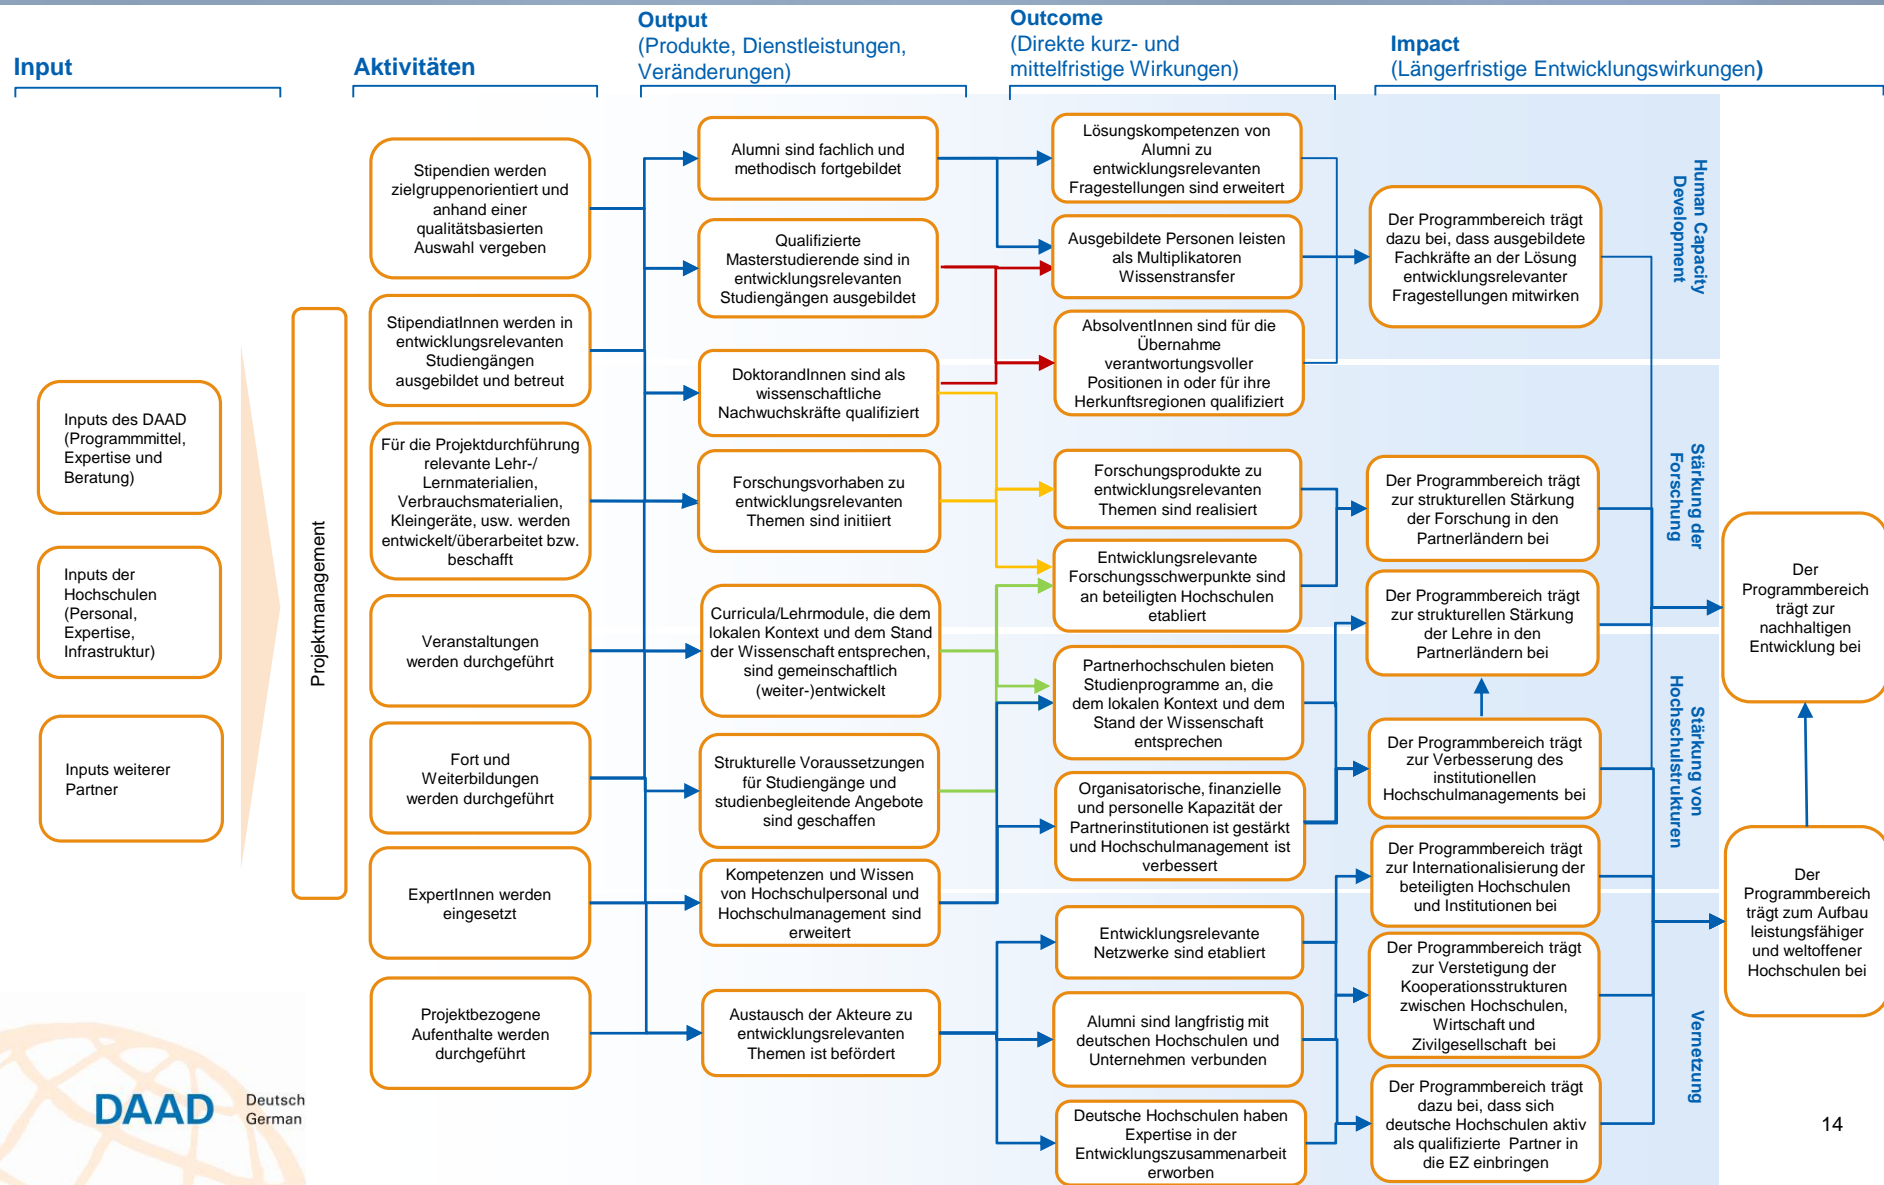 Input
Aktivitäten
Output
(Produkte, Dienstleistungen,
Veränderungen)
Outcome
(Direkte kurz- und
mittelfristige Wirkungen)
Impact
(Längerfristige Entwicklungswirkungen)
Inputs des DAAD
(Programmmittel,
Expertise und
Beratung)
Inputs der
Hochschulen
(Personal,
Expertise,
Infrastruktur)
Inputs weiterer
Partner
Projektmanagement
Stipendien werden
zielgruppenorientiert und
anhand einer
qualitätsbasierten
Auswahl vergeben
StipendiatInnen werden in
entwicklungsrelevanten
Studiengängen
ausgebildet und betreut
Für die Projektdurchführung
relevante Lehr-/
Lernmaterialien,
Verbrauchsmaterialien,
Kleingeräte, usw. werden
entwickelt/überarbeitet bzw.
beschafft
Veranstaltungen
werden durchgeführt
Fort und
Weiterbildungen
werden durchgeführt
ExpertInnen werden
eingesetzt
Projektbezogene
Aufenthalte werden
durchgeführt
Alumni sind fachlich und
methodisch fortgebildet
Qualifizierte
Masterstudierende sind in
entwicklungsrelevanten
Studiengängen ausgebildet
DoktorandInnen sind als
wissenschaftliche
Nachwuchskräfte qualifiziert
Forschungsvorhaben zu
entwicklungsrelevanten
Themen sind initiiert
Curricula/Lehrmodule, die dem
lokalen Kontext und dem Stand
der Wissenschaft entsprechen,
sind gemeinschaftlich
(weiter-)entwickelt
Strukturelle Voraussetzungen
für Studiengänge und
studienbegleitende Angebote
sind geschaffen
Kompetenzen und Wissen
von Hochschulpersonal und
Hochschulmanagement sind
erweitert
Austausch der Akteure zu
entwicklungsrelevanten
Themen ist befördert
Lösungskompetenzen von
Alumni zu
entwicklungsrelevanten
Fragestellungen sind erweitert
Ausgebildete Personen leisten
als Multiplikatoren
Wissenstransfer
AbsolventInnen sind für die
Übernahme
verantwortungsvoller
Positionen in oder für ihre
Herkunftsregionen qualifiziert
Forschungsprodukte zu
entwicklungsrelevanten
Themen sind realisiert
Entwicklungsrelevante
Forschungsschwerpunkte sind
an beteiligten Hochschulen
etabliert
Partnerhochschulen bieten
Studienprogramme an, die
dem lokalen Kontext und dem
Stand der Wissenschaft
entsprechen
Organisatorische, finanzielle
und personelle Kapazität der
Partnerinstitutionen ist gestärkt
und Hochschulmanagement ist
verbessert
Entwicklungsrelevante
Netzwerke sind etabliert
Alumni sind langfristig mit
deutschen Hochschulen und
Unternehmen verbunden
Deutsche Hochschulen haben
Expertise in der
Entwicklungszusammenarbeit
erworben
Der Programmbereich trägt
dazu bei, dass ausgebildete
Fachkräfte an der Lösung
entwicklungsrelevanter
Fragestellungen mitwirken
Der Programmbereich trägt
zur strukturellen Stärkung
der Forschung in den
Partnerländern bei
Der Programmbereich trägt
zur strukturellen Stärkung
der Lehre in den
Partnerländern bei
Der Programmbereich trägt
zur Verbesserung des
institutionellen
Hochschulmanagements bei
Der Programmbereich trägt
zur Internationalisierung der
beteiligten Hochschulen
und Institutionen bei
Der Programmbereich trägt
zur Verstetigung der
Kooperationsstrukturen
zwischen Hochschulen,
Wirtschaft und
Zivilgesellschaft bei
Der Programmbereich trägt
dazu bei, dass sich
deutsche Hochschulen aktiv
als qualifizierte Partner in
die EZ einbringen
Human Capacity
Development
Stärkung der
Forschung
Stärkung von
Hochschulstrukturen
Vernetzung
Der
Programmbereich
trägt zur
nachhaltigen
Entwicklung bei
Der
Programmbereich
trägt zum Aufbau
leistungsfähiger
und weltoffener
Hochschulen bei
DAAD
Deutsch
German
14